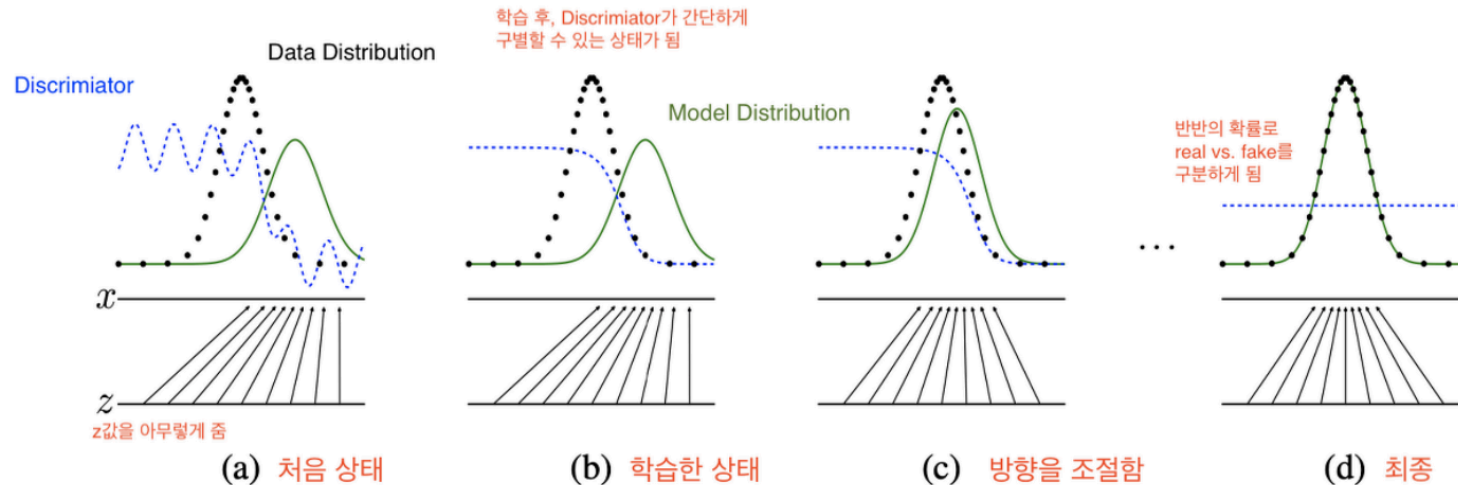 학습 후, Discrimiator가 간단하게
구별할 수 있는 상태가 됨
Data Distribution
Discrimiator
Model Distribution
반반의 확률로
real vs. fake를
구분하게 됨
...
x
z
z값을 아무렇게 줌
(a) 처음 상태
(b) 학습한 상태
(c) 방향을 조절함
(d) 최종